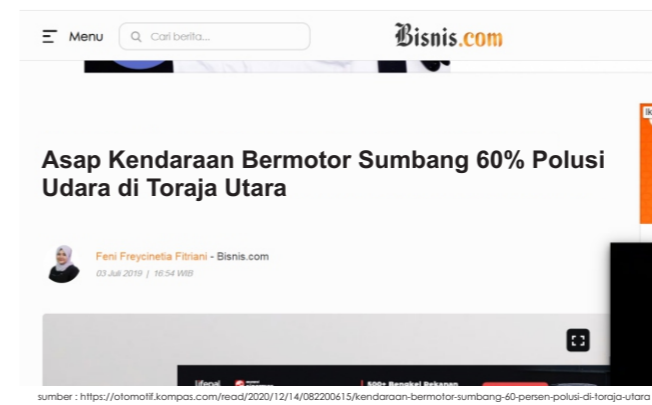 Menu
Cari berita...
Bisnis.com
Asap Kendaraan Bermotor Sumbang 60% Polusi
Udara di Toraja Utara
Feni Freycinetia Fitriani - Bisnis.com
03 Juli 2019 | 16:54 WIB
lifepal
500+ Bengkel Rekanan
sumber : https://otomotif.kompas.com/read/2020/12/14/082200615/kendaraan-bermotor-sumbang-60-persen-polusi-di-toraja-utara